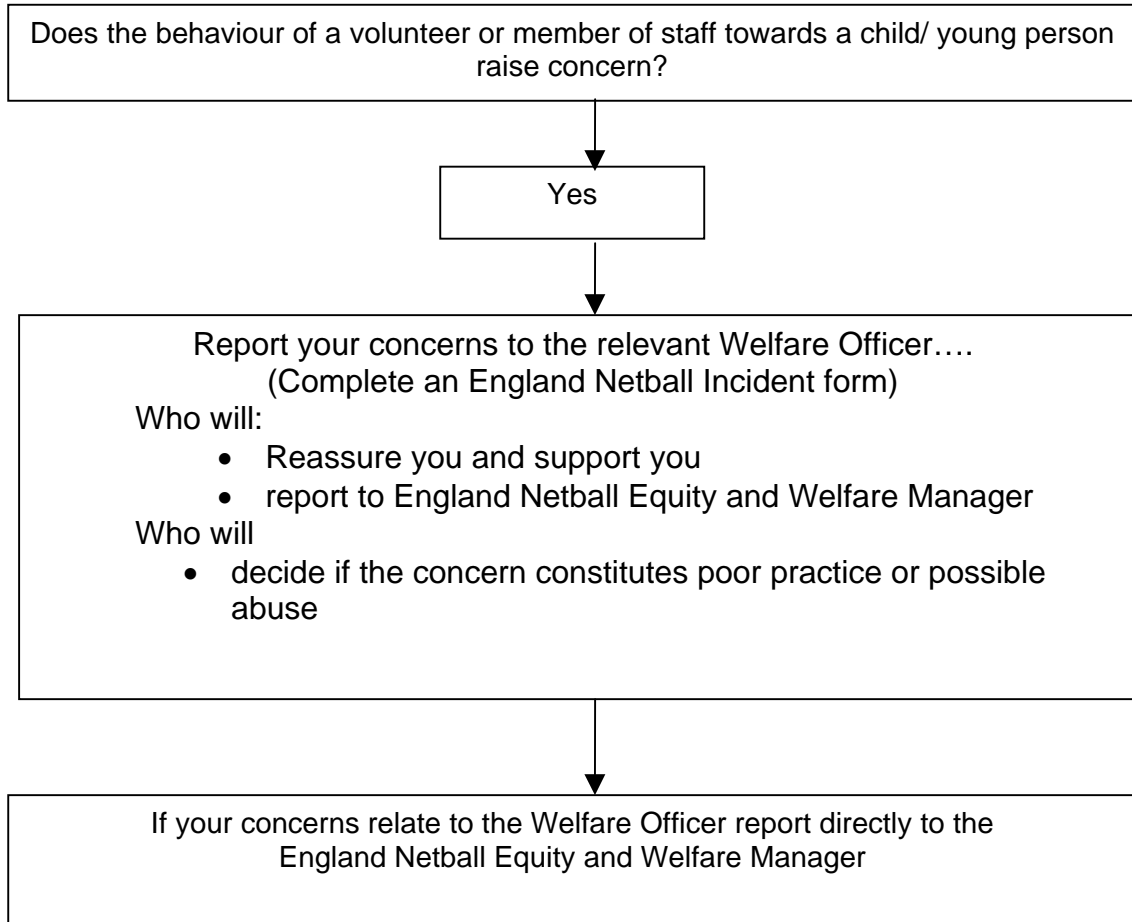 Does the behaviour of a volunteer or member of staff towards a child/ young person
raise concern?
Yes
Report your concerns to the relevant Welfare Officer….
(Complete an England Netball Incident form)
Who will:
• Reassure you and support you
• report to England Netball Equity and Welfare Manager
Who will
• decide if the concern constitutes poor practice or possible
abuse
If your concerns relate to the Welfare Officer report directly to the
England Netball Equity and Welfare Manager